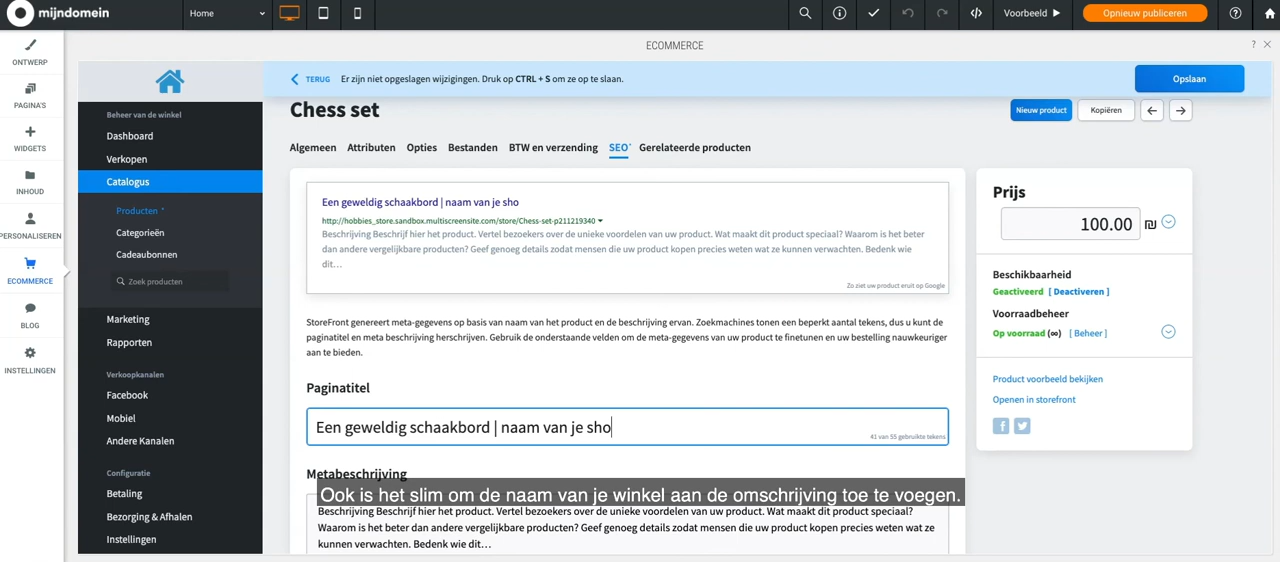 mijndomein
Home
Voorbeeld
Opnieuw publiceren
ECOMMERCE
ONTWERP
PAGINA'S
WIDGETS
INHOUD
PERSONALISEREN
ECOMMERCE
BLOG
INSTELLINGEN
Beheer van de winkel
Dashboard
Verkopen
Catalogus
Producten *
Categorieën
Cadeaubonnen
Zoek producten
Marketing
Rapporten
Verkoopkanalen
Facebook
Mobiel
Andere Kanalen
Configuratie
Betaling
Bezorging & Afhalen
Instellingen
TERUG Er zijn niet opgeslagen wijzigingen. Druk op CTRL + S om ze op te slaan.
Opslaan
Chess set
Nieuw product Kopiëren
Algemeen Attributen Opties Bestanden BTW en verzending SEO* Gerelateerde producten
Een geweldig schaakbord | naam van je sho
http://hobbies_store.sandbox.multiscreensite.com/store/Chess-set-p211219340
Beschrijving Beschrijf hier het product. Vertel bezoekers over de unieke voordelen van uw product. Wat maakt dit product speciaal? Waarom is het beter
dan andere vergelijkbare producten? Geef genoeg details zodat mensen die uw product kopen precies weten wat ze kunnen verwachten. Bedenk wie
dit...
Zo ziet uw product eruit op Google
StoreFront genereert meta-gegevens op basis van naam van het product en de beschrijving ervan. Zoekmachines tonen een beperkt aantal tekens, dus u kunt de
paginatitel en meta beschrijving herschrijven. Gebruik de onderstaande velden om de meta-gegevens van uw product te finetunen en uw bestelling nauwkeuriger
aan te bieden.
Paginatitel
Een geweldig schaakbord | naam van je sho
41 van 55 gebruikte tekens
Metabeschrijving
Ook is het slim om de naam van je winkel aan de omschrijving toe te voegen.
Beschrijving Beschrijf hier het product. Vertel bezoekers over de unieke voordelen van uw product. Wat maakt dit product speciaal?
Waarom is het beter dan andere vergelijkbare producten? Geef genoeg details zodat mensen die uw product kopen precies weten wat ze
kunnen verwachten. Bedenk wie dit...
Prijs
100.00 ₪
Beschikbaarheid
Geactiveerd [ Deactiveren ]
Voorraadbeheer
Op voorraad (∞) [ Beheer ]
Product voorbeeld bekijken
Openen in storefront